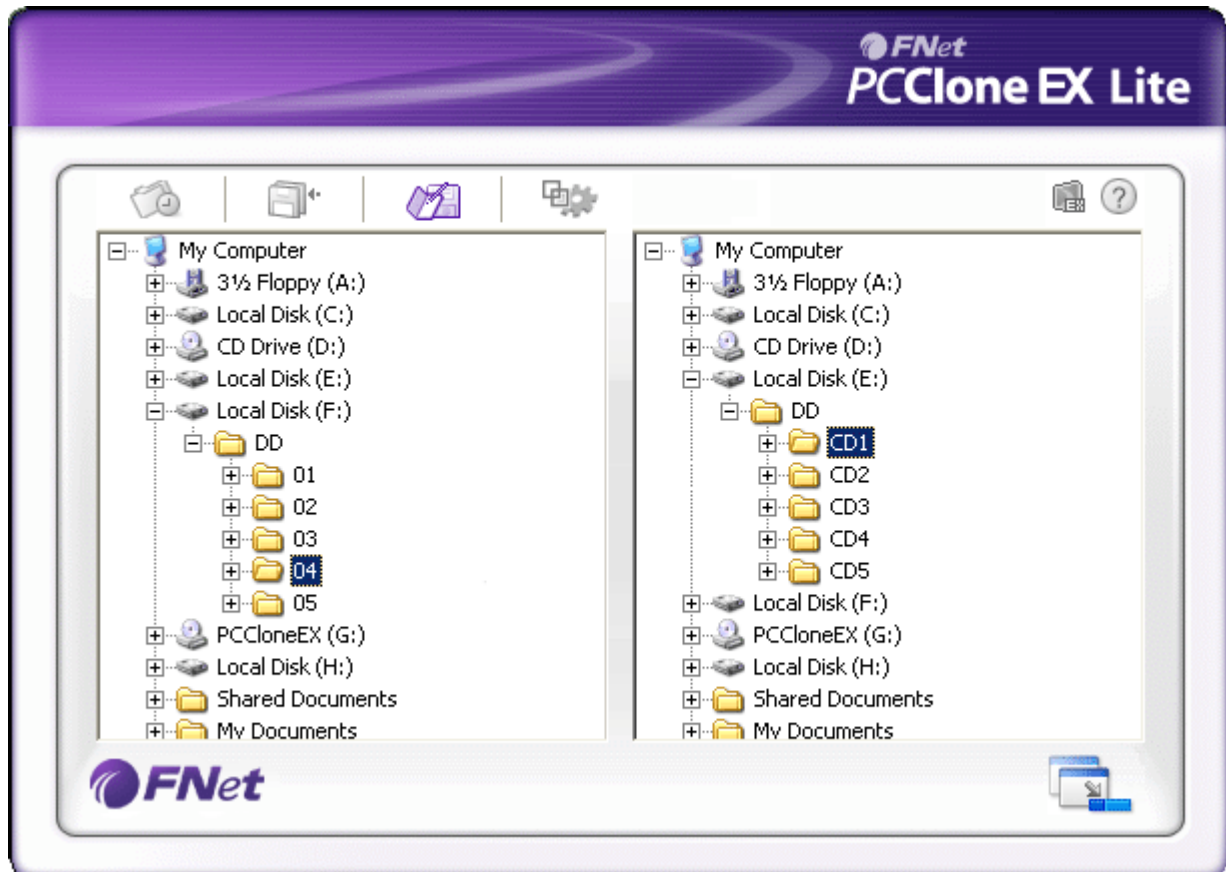 FNet
PCClone EX Lite
EX
?
My Computer
3½ Floppy (A:)
Local Disk (C:)
CD Drive (D:)
Local Disk (E:)
Local Disk (F:)
DD
01
02
03
04
05
PCCloneEX (G:)
Local Disk (H:)
Shared Documents
My Documents
My Computer
3½ Floppy (A:)
Local Disk (C:)
CD Drive (D:)
Local Disk (E:)
DD
CD1
CD2
CD3
CD4
CD5
Local Disk (F:)
PCCloneEX (G:)
Local Disk (H:)
Shared Documents
My Documents
FNet